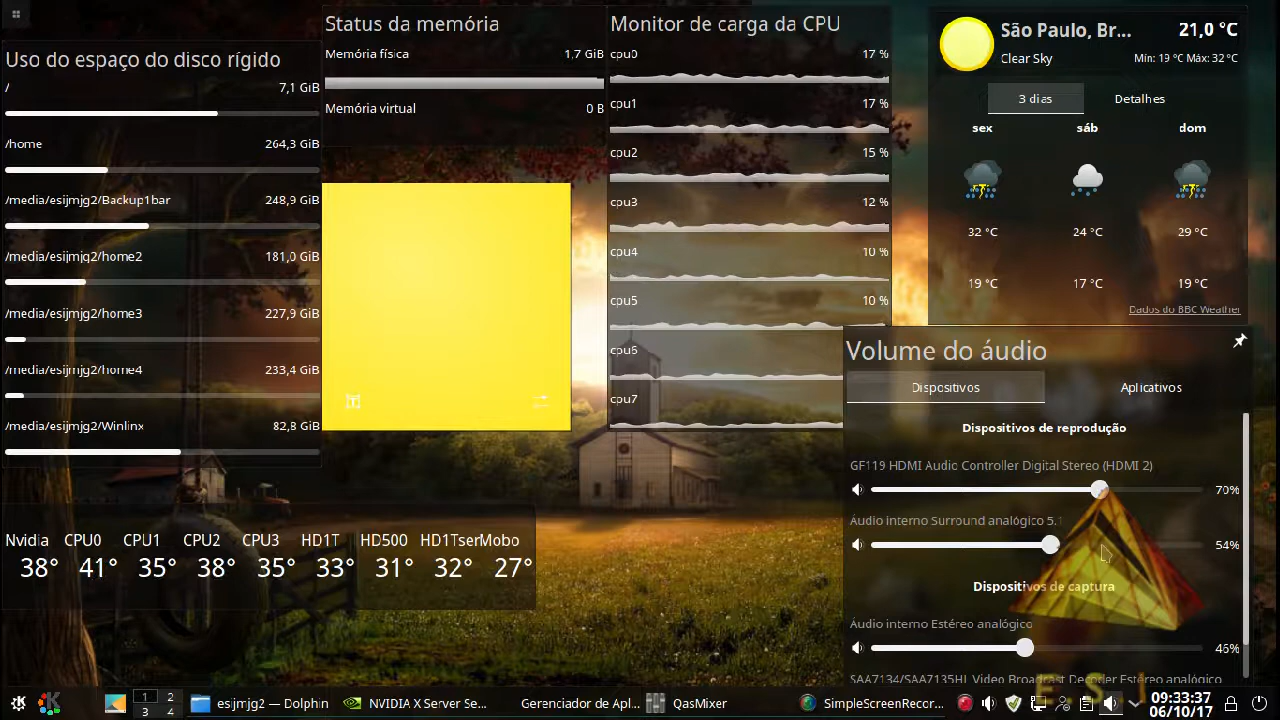 Uso do espaço do disco rígido
/ 7,1 GiB
/home 264,3 GiB
/media/esijmjg2/Backup1bar 248,9 GiB
/media/esijmjg2/home2 181,0 GiB
/media/esijmjg2/home3 227,9 GiB
/media/esijmjg2/home4 233,4 GiB
/media/esijmjg2/Winlinx 82,8 GiB
Status da memória
Memória física 1,7 GiB
Memória virtual 0 B
Monitor de carga da CPU
cpu0 17 %
cpu1 17 %
cpu2 15 %
cpu3 12 %
cpu4 10 %
cpu5 10 %
cpu6
cpu7
São Paulo, Br... 21,0 °C
Clear Sky Mín: 19 °C Máx: 32 °C
3 dias Detalhes
sex sáb dom
32 °C 24 °C 29 °C
19 °C 17 °C 19 °C
Dados do BBC Weather
Volume do áudio
Dispositivos Aplicativos
Dispositivos de reprodução
GF119 HDMI Audio Controller Digital Stereo (HDMI 2)
70%
Áudio interno Surround analógico 5.1
54%
Dispositivos de captura
Áudio interno Estéreo analógico
46%
SAA7134/SAA7135HL Video Broadcast Decoder Estéreo analógico
Nvidia CPU0 CPU1 CPU2 CPU3 HD1T HD500 HD1TserMobo
38° 41° 35° 38° 35° 33° 31° 32° 27°
E S I
1 2
3 4
esijmjg2 — Dolphin
NVIDIA X Server Se...
Gerenciador de Apl...
QasMixer
SimpleScreenRecor...
09:33:37
06/10/17